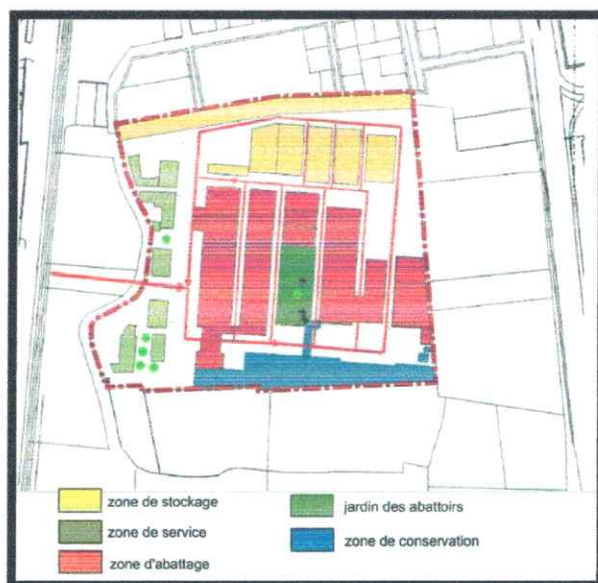 zone de stockage
zone de service
zone d'abattage
jardin des abattoirs
zone de conservation